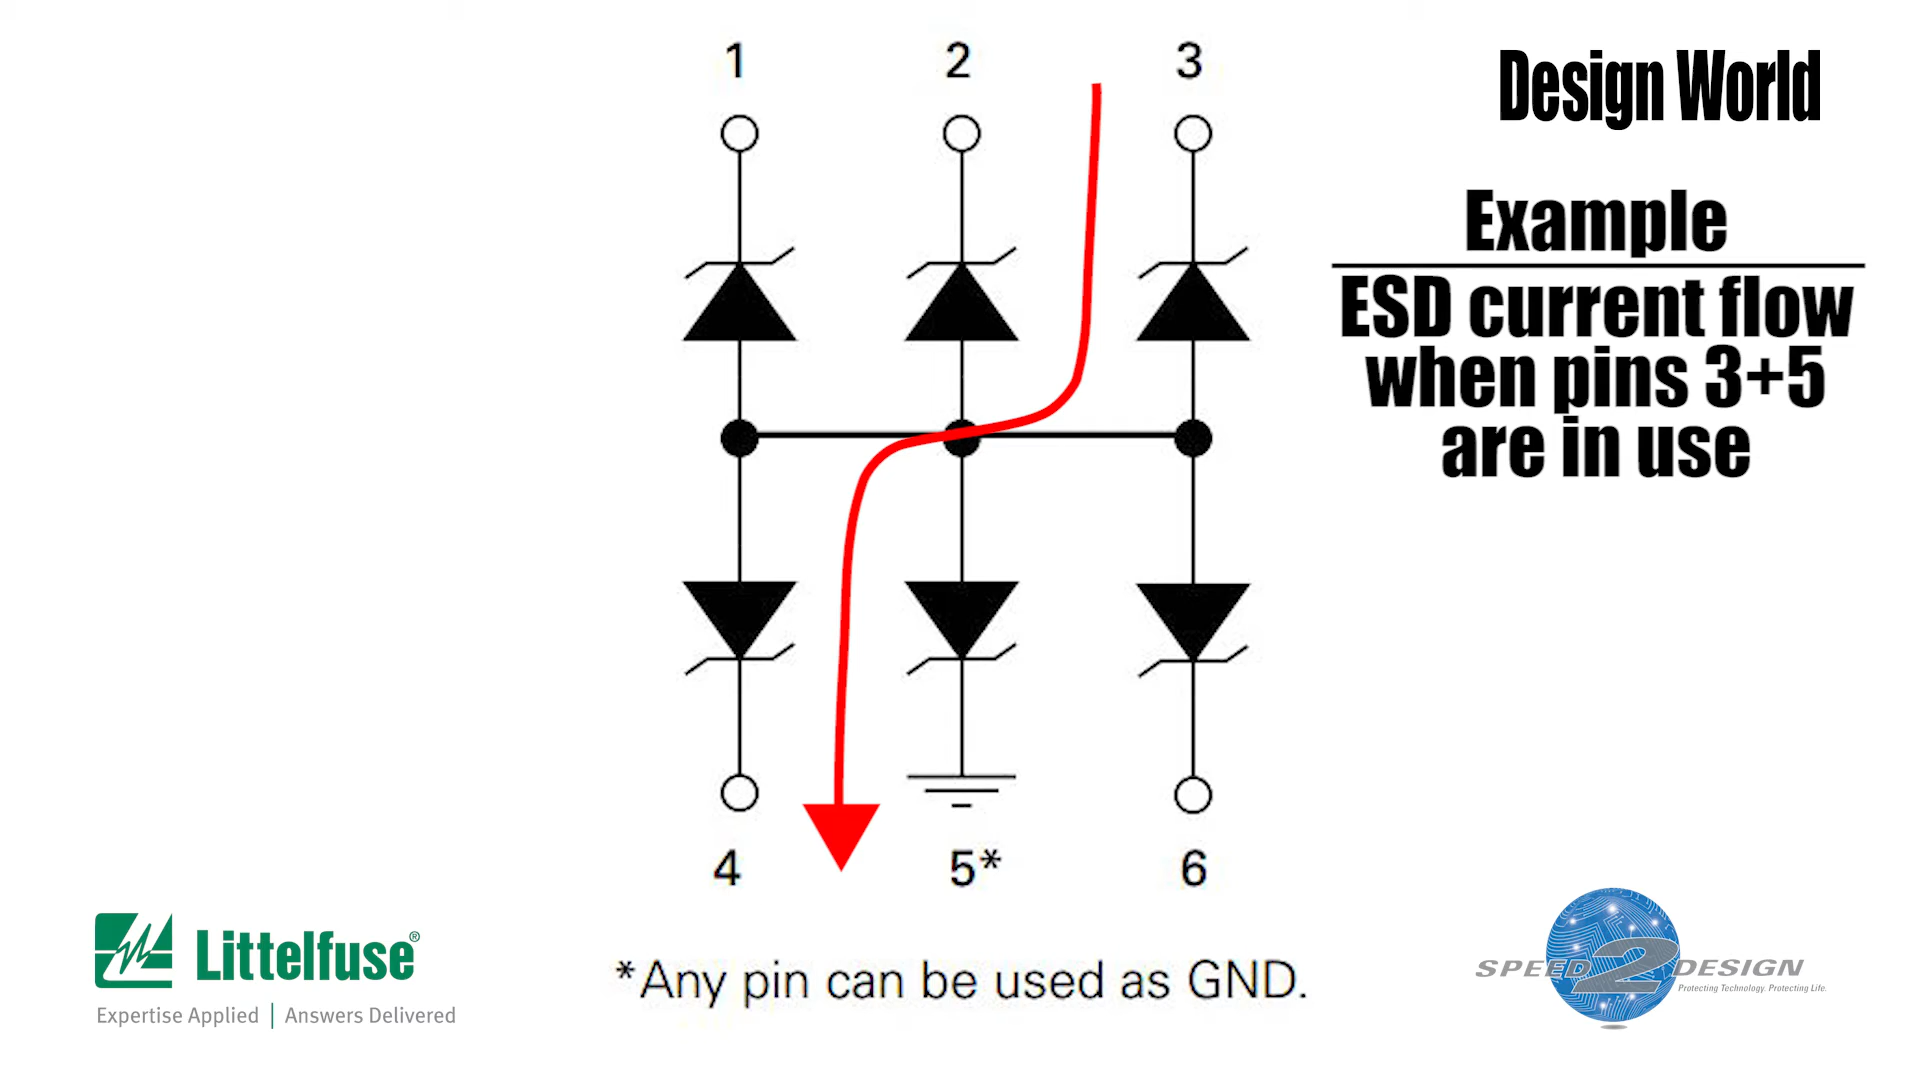 1 2 3
Design World
Example
ESD current flow
when pins 3+5
are in use
4 5* 6
*Any pin can be used as GND.
Littelfuse®
Expertise Applied | Answers Delivered
SPEED 2 DESIGN
Protecting Technology. Protecting Life.